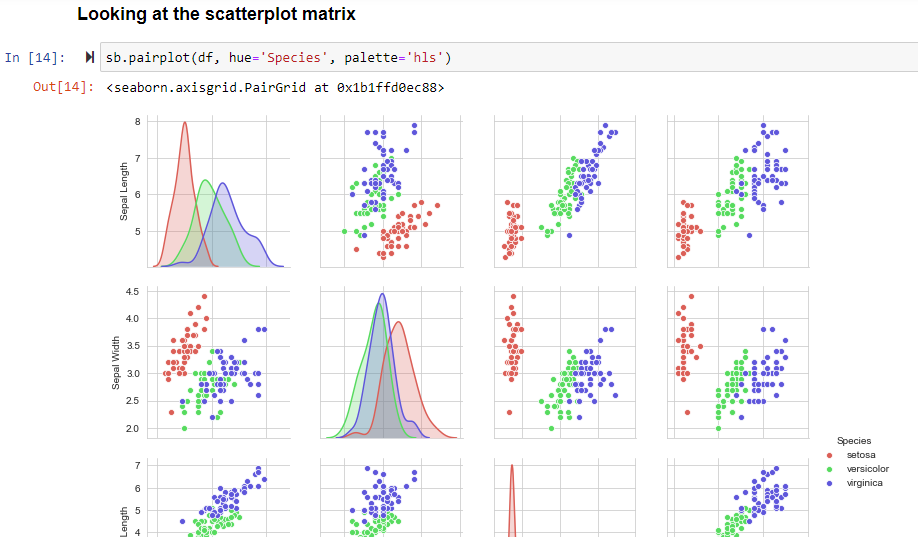 Looking at the scatterplot matrix
In [14]: sb.pairplot(df, hue='Species', palette='hls')
Out[14]: <seaborn.axisgrid.PairGrid at 0x1b1ffd0ec88>
8
7
6
5
Sepal Length
4.5
4.0
3.5
3.0
2.5
2.0
Sepal Width
Species
setosa
versicolor
virginica
7
6
5
4
Length